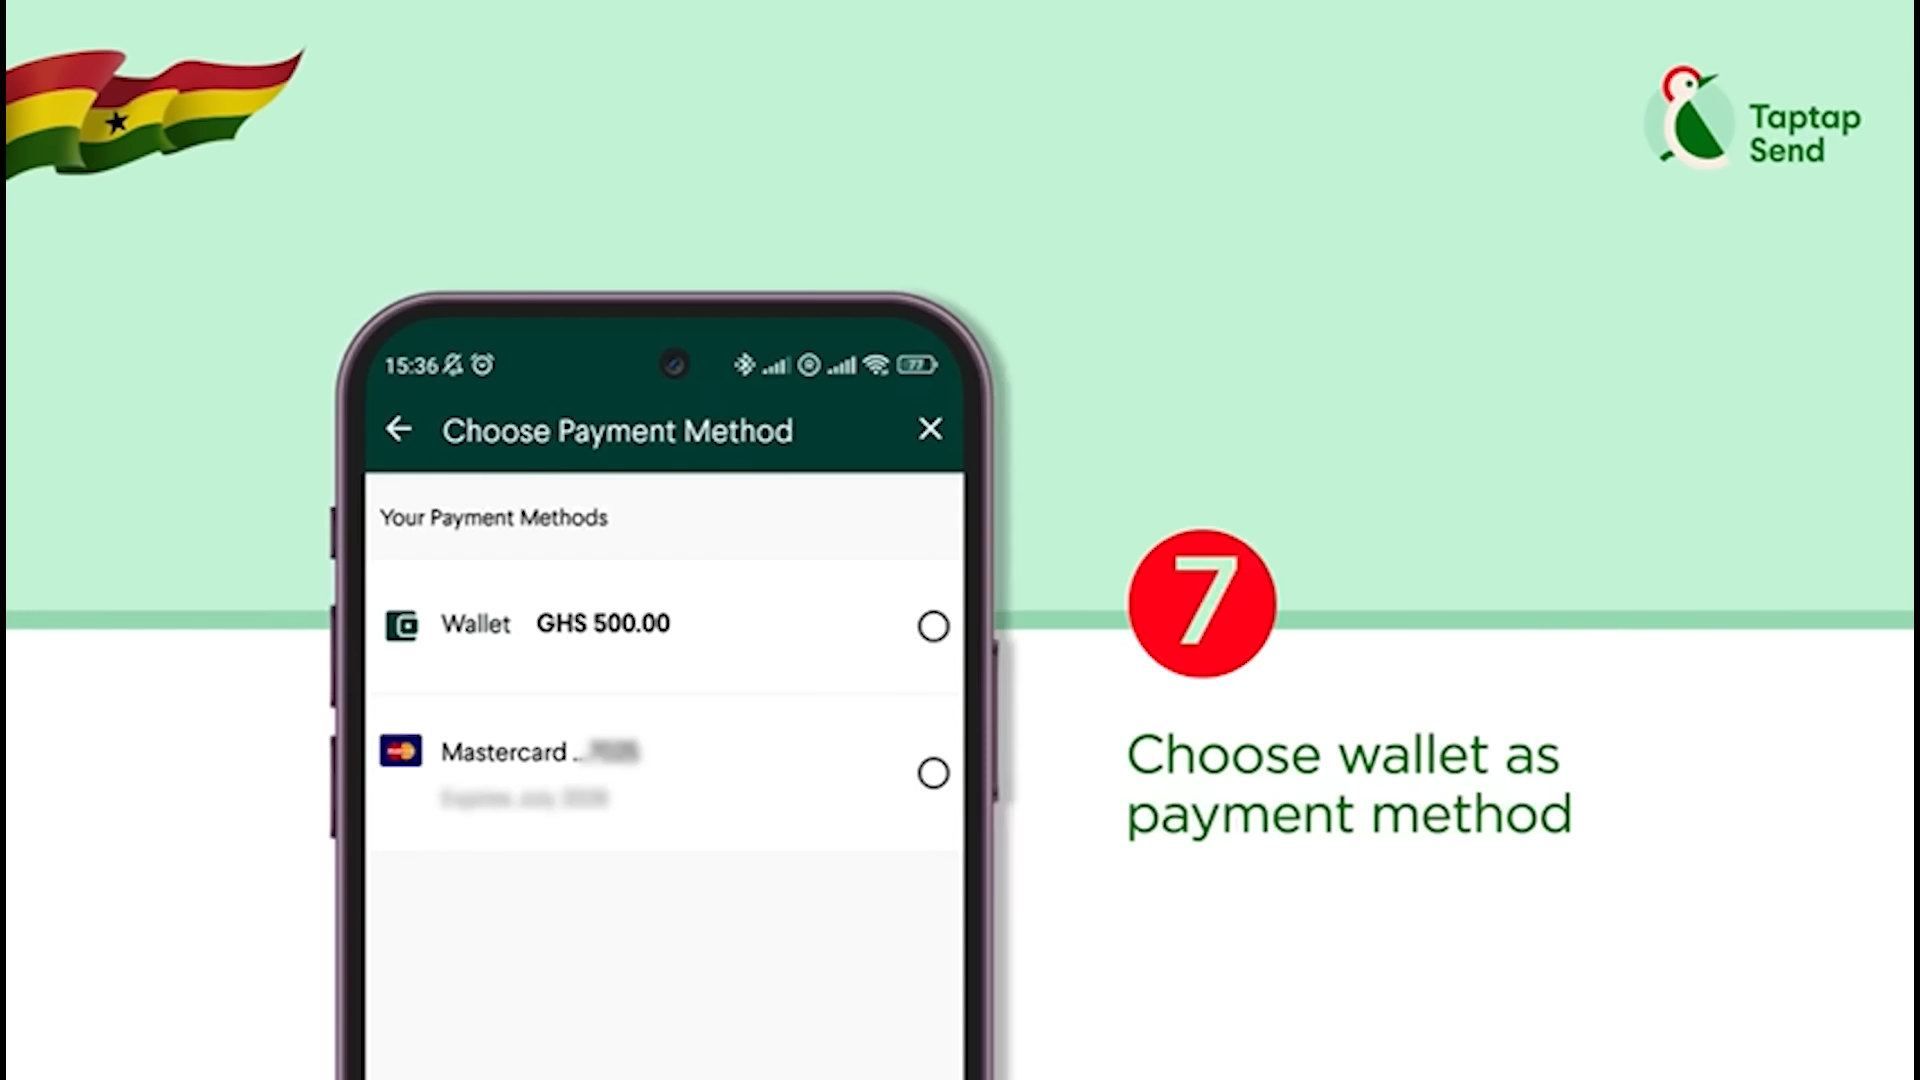 Taptap
Send
15:36
77
Choose Payment Method
Your Payment Methods
Wallet GHS 500.00
Mastercard ..
7
Choose wallet as
payment method